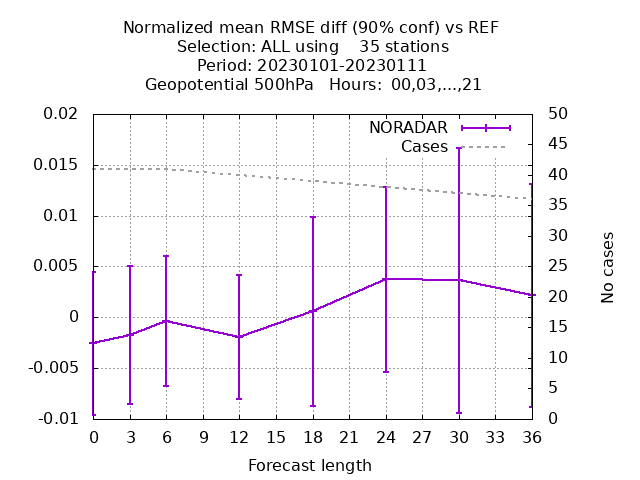 Normalized mean RMSE diff (90% conf) vs REF
Selection: ALL using    35 stations
Period: 20230101-20230111
Geopotential 500hPa   Hours:  00,03,...,21
NORADAR
Cases
0.02
0.015
0.01
0.005
0
-0.005
-0.01
50
45
40
35
30
25
20
15
10
5
0
No cases
0 3 6 9 12 15 18 21 24 27 30 33 36
Forecast length